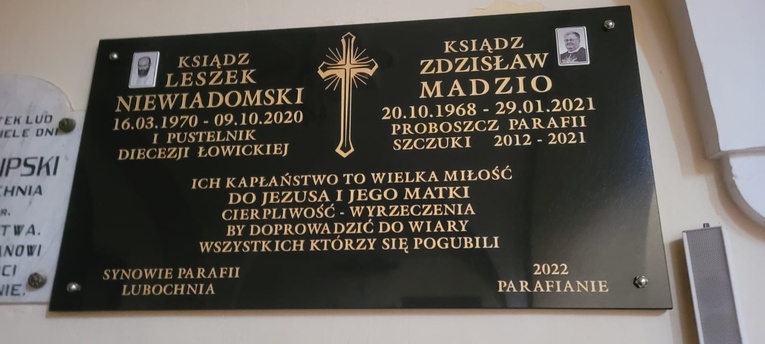 KSIĄDZ
LESZEK
NIEWIADOMSKI
16.03.1970 - 09.10.2020
I PUSTELNIK
DIECEZJI ŁOWICKIEJ
KSIĄDZ
ZDZISŁAW
MADZIO
20.10.1968 - 29.01.2021
PROBOSZCZ PARAFII
SZCZUKI 2012 - 2021
ICH KAPŁAŃSTWO TO WIELKA MIŁOŚĆ
DO JEZUSA I JEGO MATKI
CIERPLIWOŚĆ - WYRZECZENIA
BY DOPROWADZIĆ DO WIARY
WSZYSTKICH KTÓRZY SIĘ POGUBILI
SYNOWIE PARAFII
LUBOCHNIA
2022
PARAFIANIE